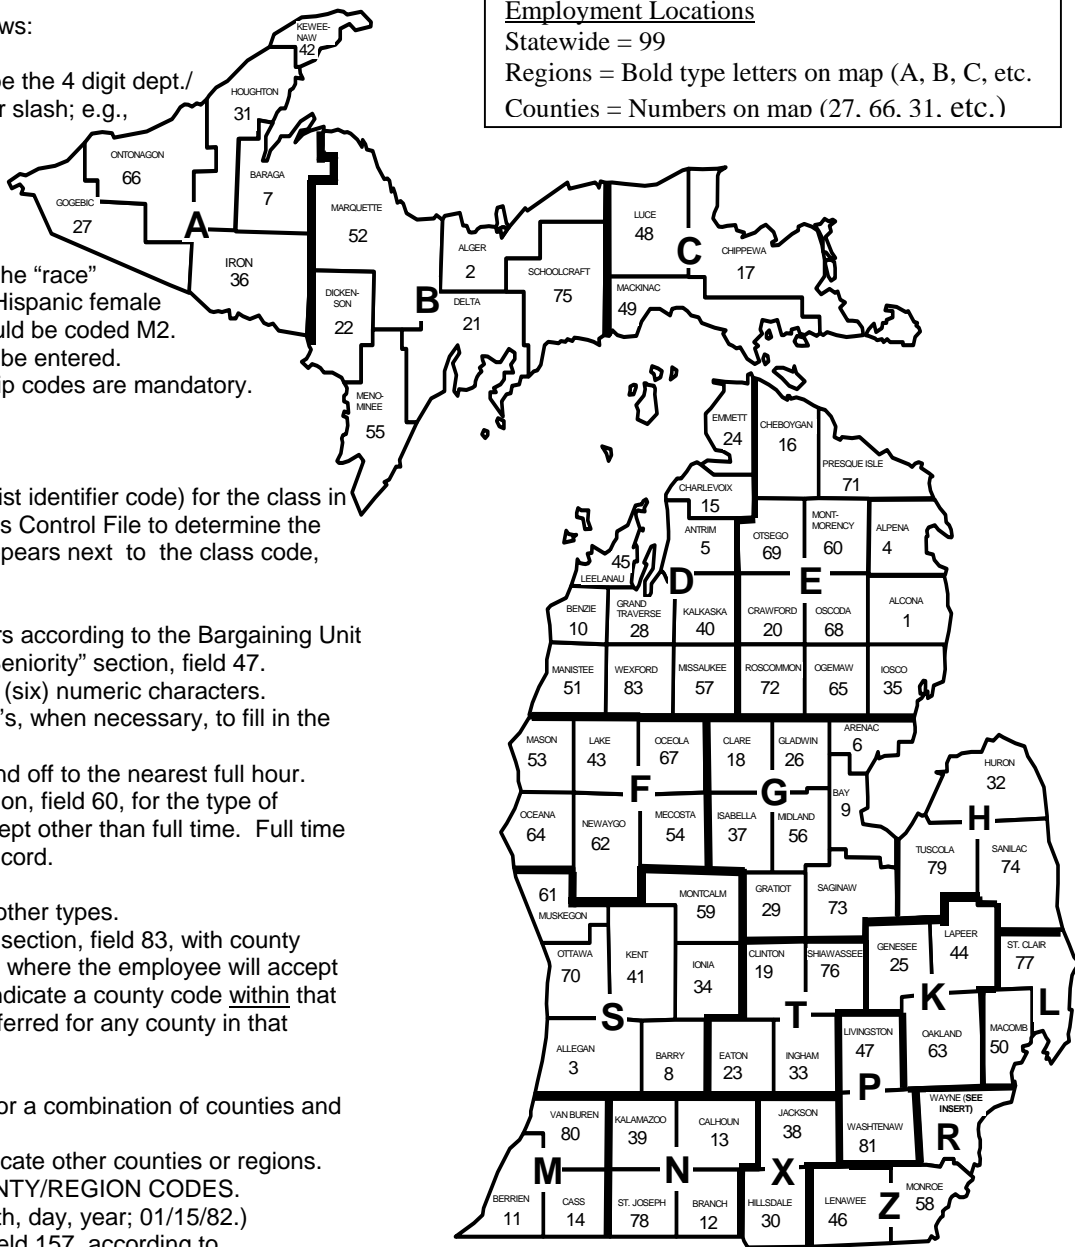 ws:
be the 4 digit dept./
r slash; e.g.,
he “race”
Hispanic female
uld be coded M2.
be entered.
ip codes are mandatory.
ist identifier code) for the class in
s Control File to determine the
pears next to the class code,
rs according to the Bargaining Unit
Seniority” section, field 47.
(six) numeric characters.
’s, when necessary, to fill in the
nd off to the nearest full hour.
on, field 60, for the type of
ept other than full time. Full time
cord.
other types.
section, field 83, with county
where the employee will accept
ndicate a county code within that
ferred for any county in that
or a combination of counties and
cate other counties or regions.
NTY/REGION CODES.
th, day, year; 01/15/82.)
eld 157, according to
Employment Locations
Statewide = 99
Regions = Bold type letters on map (A, B, C, etc.
Counties = Numbers on map (27, 66, 31, etc.)
KEWEE-
NAW
42
HOUGHTON
31
ONTONAGON
66
BARAGA
7
GOGEBIC
27
A
IRON
36
MARQUETTE
52
DICKEN-
SON
22
B
ALGER
2
DELTA
21
SCHOOLCRAFT
75
MENO-
MINEE
55
LUCE
48
C
CHIPPEWA
17
MACKINAC
49
EMMETT
24
CHEBOYGAN
16
PRESQUE ISLE
71
CHARLEVOIX
15
ANTRIM
5
OTSEGO
69
MONT-
MORENCY
60
ALPENA
4
45
LEELANAU
D
E
BENZIE
10
GRAND
TRAVERSE
28
KALKASKA
40
CRAWFORD
20
OSCODA
68
ALCONA
1
MANISTEE
51
WEXFORD
83
MISSAUKEE
57
ROSCOMMON
72
OGEMAW
65
IOSCO
35
MASON
53
LAKE
43
OCEOLA
67
CLARE
18
GLADWIN
26
ARENAC
6
F
G
BAY
9
HURON
32
H
OCEANA
64
NEWAYGO
62
MECOSTA
54
ISABELLA
37
MIDLAND
56
TUSCOLA
79
SANILAC
74
61
MUSKEGON
MONTCALM
59
GRATIOT
29
SAGINAW
73
OTTAWA
70
KENT
41
IONIA
34
CLINTON
19
SHIAWASSEE
76
GENESEE
25
LAPEER
44
ST. CLAIR
77
S
T
K
L
ALLEGAN
3
BARRY
8
EATON
23
INGHAM
33
LIVINGSTON
47
OAKLAND
63
MACOMB
50
P
VAN BUREN
80
KALAMAZOO
39
CALHOUN
13
JACKSON
38
WASHTENAW
81
WAYNE (SEE
INSERT)
R
M
N
X
BERRIEN
11
CASS
14
ST. JOSEPH
78
BRANCH
12
HILLSDALE
30
LENAWEE
46
Z
MONROE
58